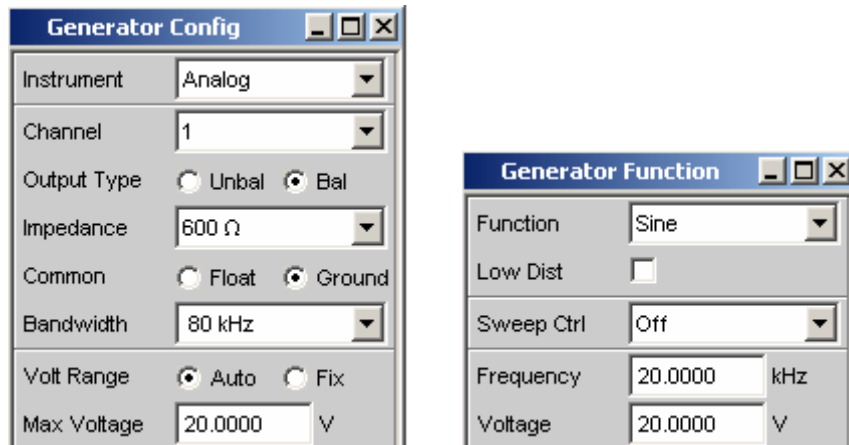 Generator Config
Instrument Analog
Channel 1
Output Type Unbal Bal
Impedance 600 Ω
Common Float Ground
Bandwidth 80 kHz
Volt Range Auto Fix
Max Voltage 20.0000 V
Generator Function
Function Sine
Low Dist
Sweep Ctrl Off
Frequency 20.0000 kHz
Voltage 20.0000 V